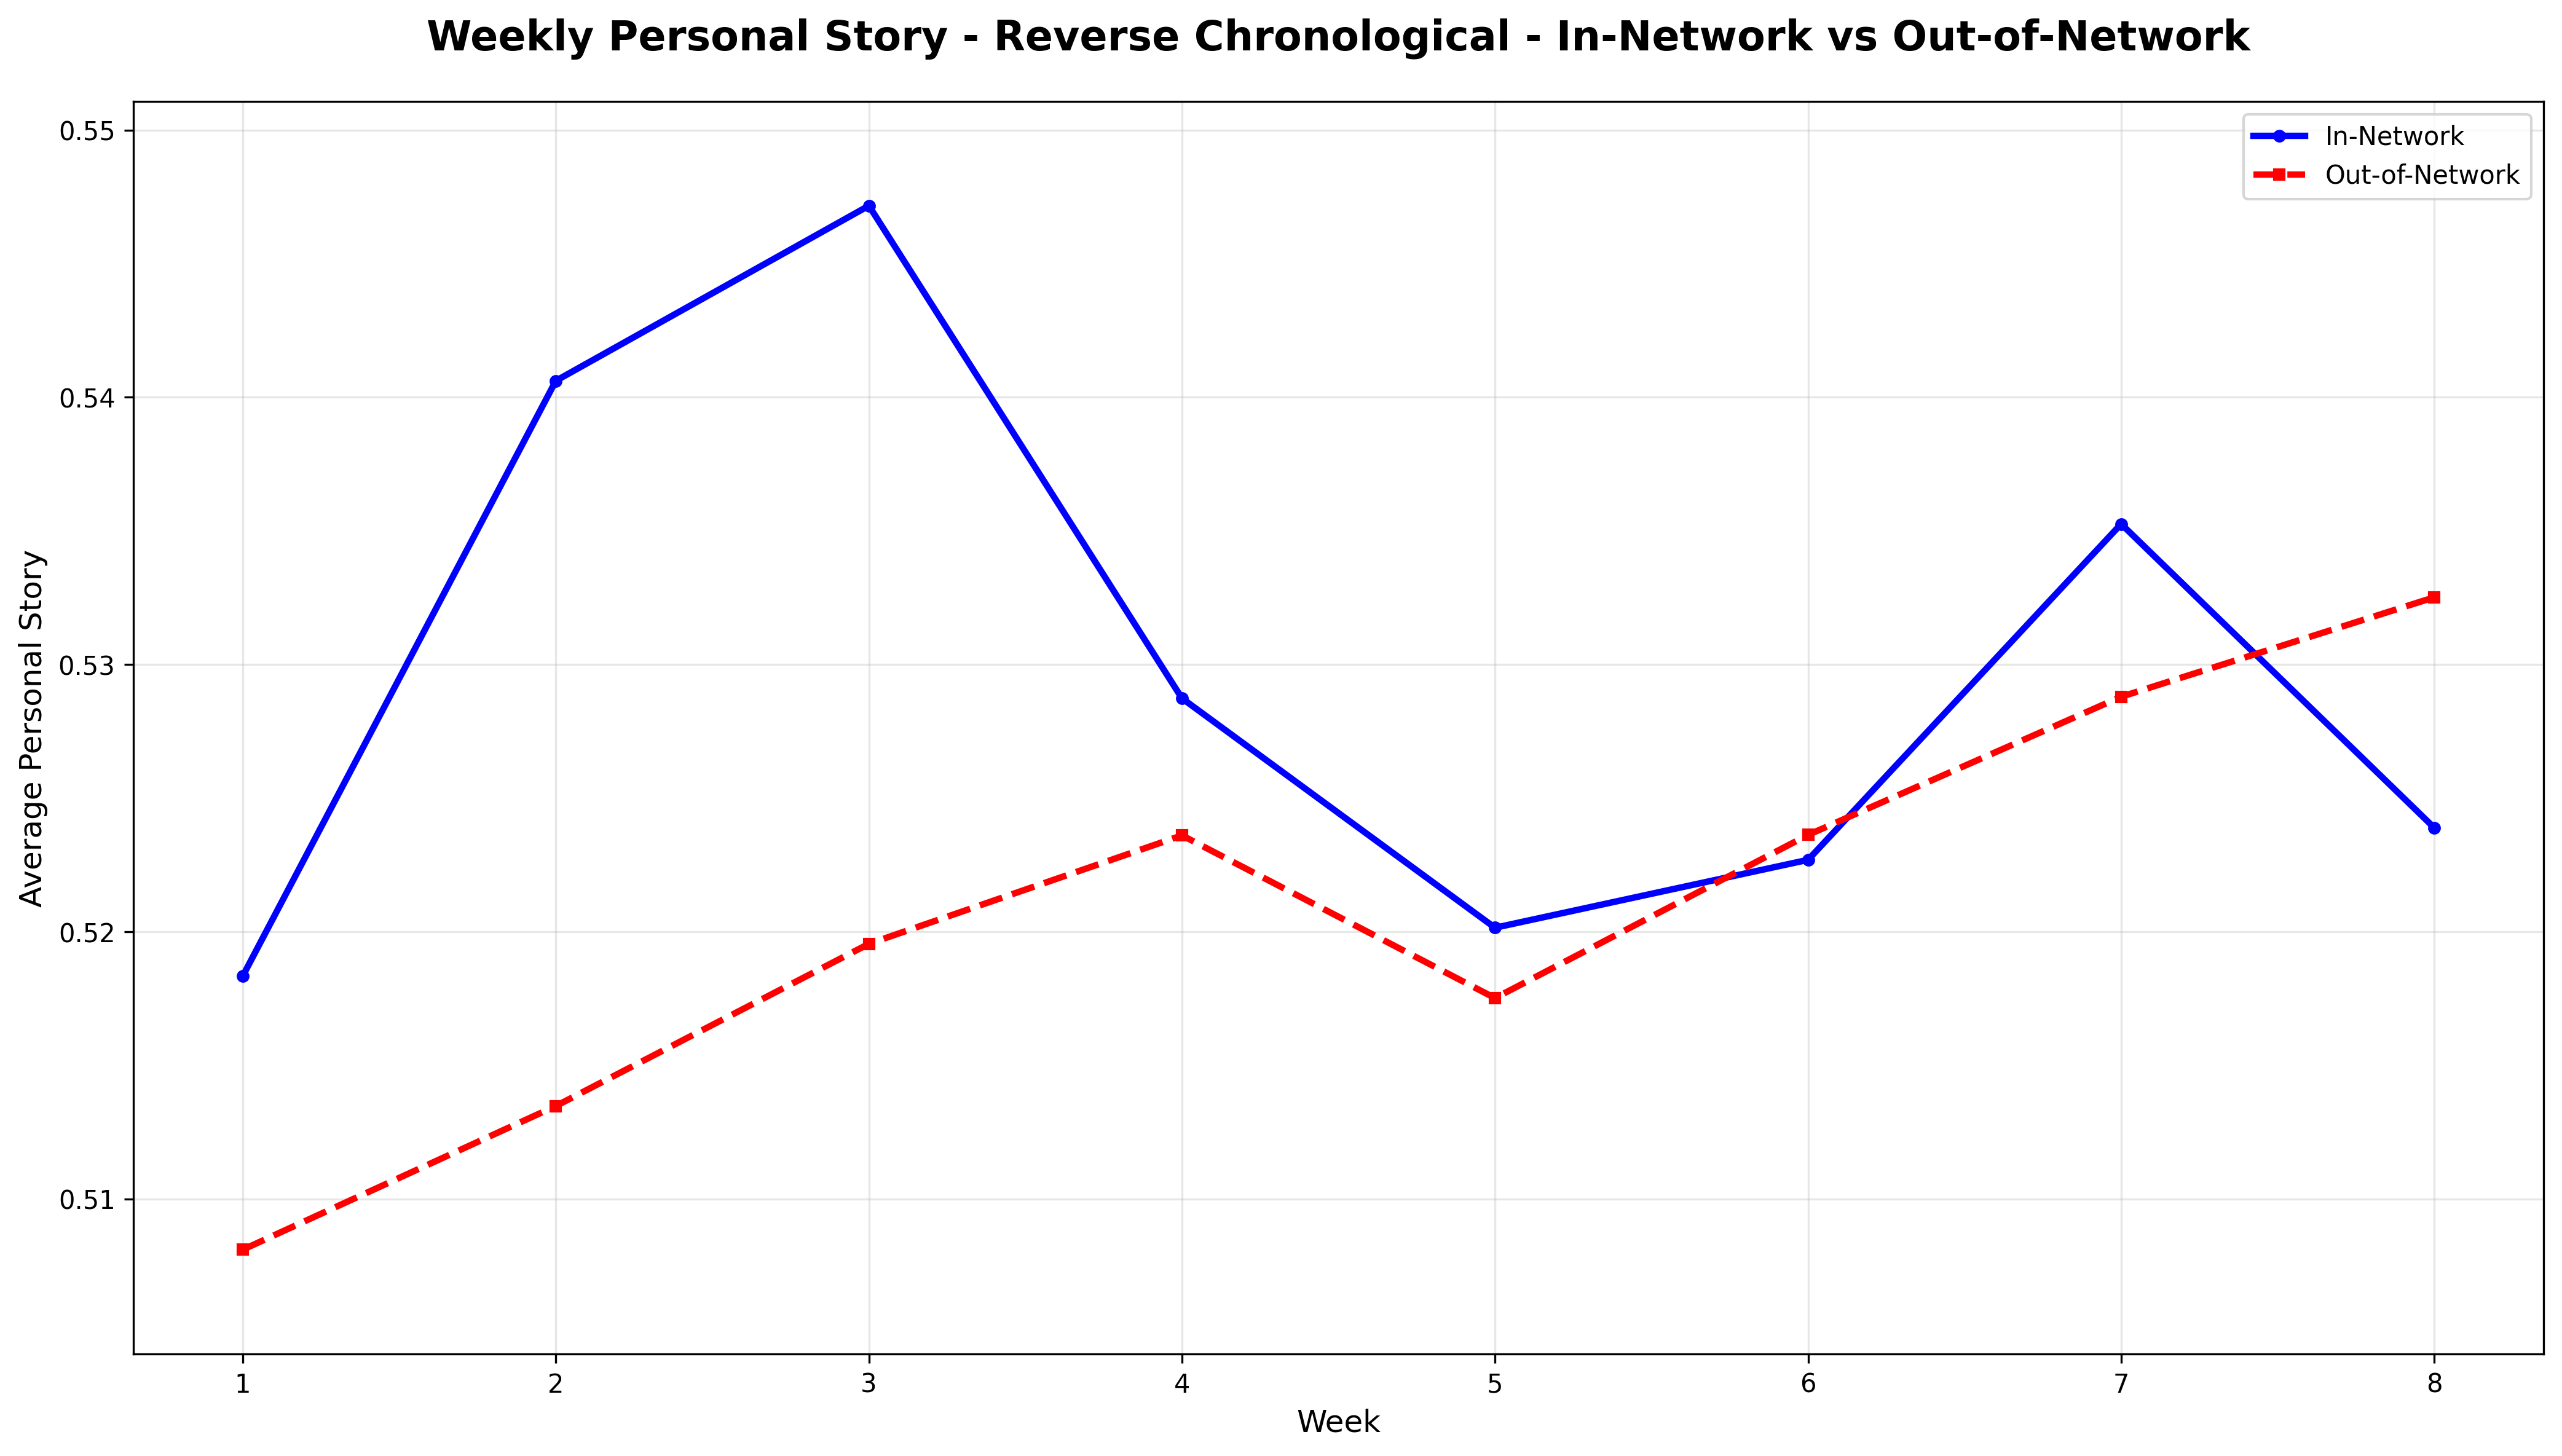 Weekly Personal Story - Reverse Chronological - In-Network vs Out-of-Network
In-Network
Out-of-Network
Average Personal Story
0.55
0.54
0.53
0.52
0.51
1 2 3 4 5 6 7 8
Week